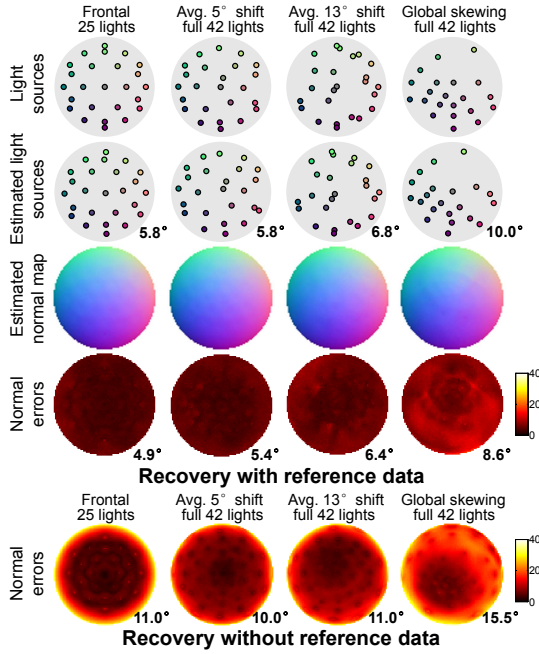 Frontal
25 lights
Avg. 5° shift
full 42 lights
Avg. 13° shift
full 42 lights
Global skewing
full 42 lights
Light
sources
Estimated light
sources
5.8°
5.8°
6.8°
10.0°
Estimated
normal map
Normal
errors
4.9°
5.4°
6.4°
8.6°
40
20
0
Recovery with reference data
Frontal
25 lights
Avg. 5° shift
full 42 lights
Avg. 13° shift
full 42 lights
Global skewing
full 42 lights
Normal
errors
11.0°
10.0°
11.0°
15.5°
40
20
0
Recovery without reference data